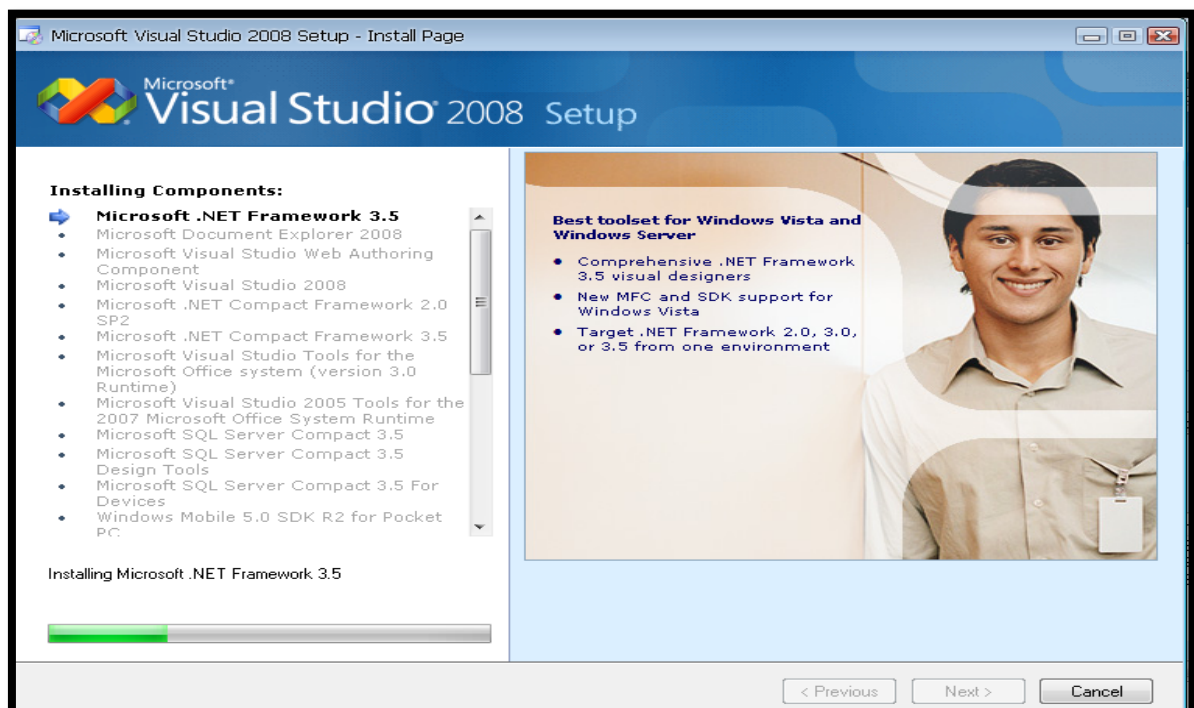 Microsoft Visual Studio 2008 Setup - Install Page
Microsoft®
Visual Studio® 2008 Setup
Installing Components:
Microsoft .NET Framework 3.5
Microsoft Document Explorer 2008
Microsoft Visual Studio Web Authoring
Component
Microsoft Visual Studio 2008
Microsoft .NET Compact Framework 2.0
SP2
Microsoft .NET Compact Framework 3.5
Microsoft Visual Studio Tools for the
Microsoft Office system (version 3.0
Runtime)
Microsoft Visual Studio 2005 Tools for the
2007 Microsoft Office System Runtime
Microsoft SQL Server Compact 3.5
Microsoft SQL Server Compact 3.5
Design Tools
Microsoft SQL Server Compact 3.5 For
Devices
Windows Mobile 5.0 SDK R2 for Pocket
PC
Installing Microsoft .NET Framework 3.5
Best toolset for Windows Vista and
Windows Server
• Comprehensive .NET Framework
3.5 visual designers
• New MFC and SDK support for
Windows Vista
• Target .NET Framework 2.0, 3.0,
or 3.5 from one environment
< Previous
Next >
Cancel